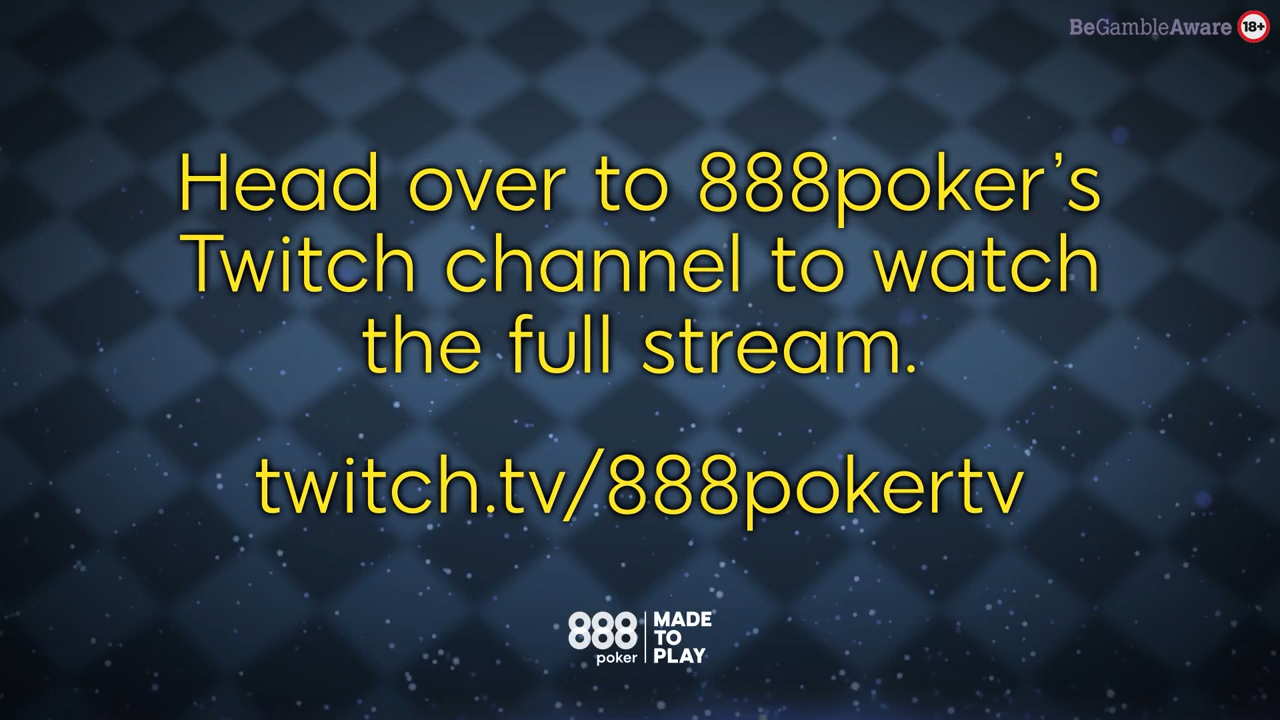 BeGambleAware 18+
Head over to 888poker’s
Twitch channel to watch
the full stream.
twitch.tv/888pokertv
888 poker
MADE
TO
PLAY